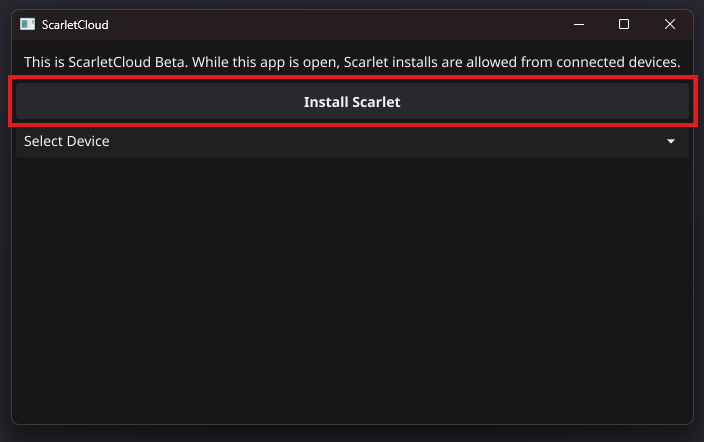 ScarletCloud
This is ScarletCloud Beta. While this app is open, Scarlet installs are allowed from connected devices.
Install Scarlet
Select Device